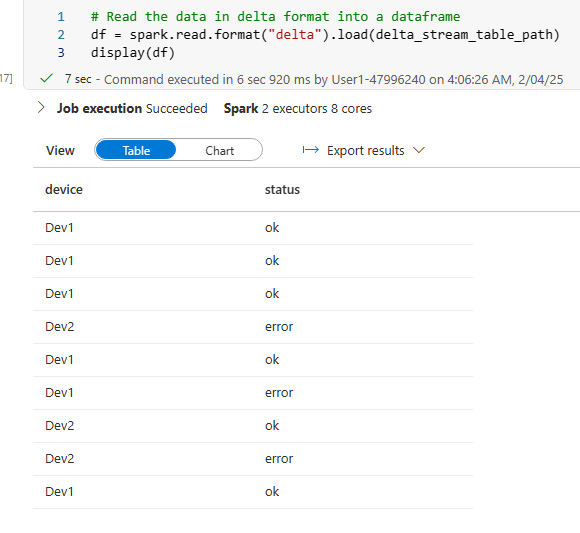 1 # Read the data in delta format into a dataframe
2 df = spark.read.format("delta").load(delta_stream_table_path)
3 display(df)
17] 7 sec - Command executed in 6 sec 920 ms by User1-47996240 on 4:06:26 AM, 2/04/25
Job execution Succeeded Spark 2 executors 8 cores
View Table Chart Export results
device status
Dev1 ok
Dev1 ok
Dev1 ok
Dev2 error
Dev1 ok
Dev1 error
Dev2 ok
Dev2 error
Dev1 ok